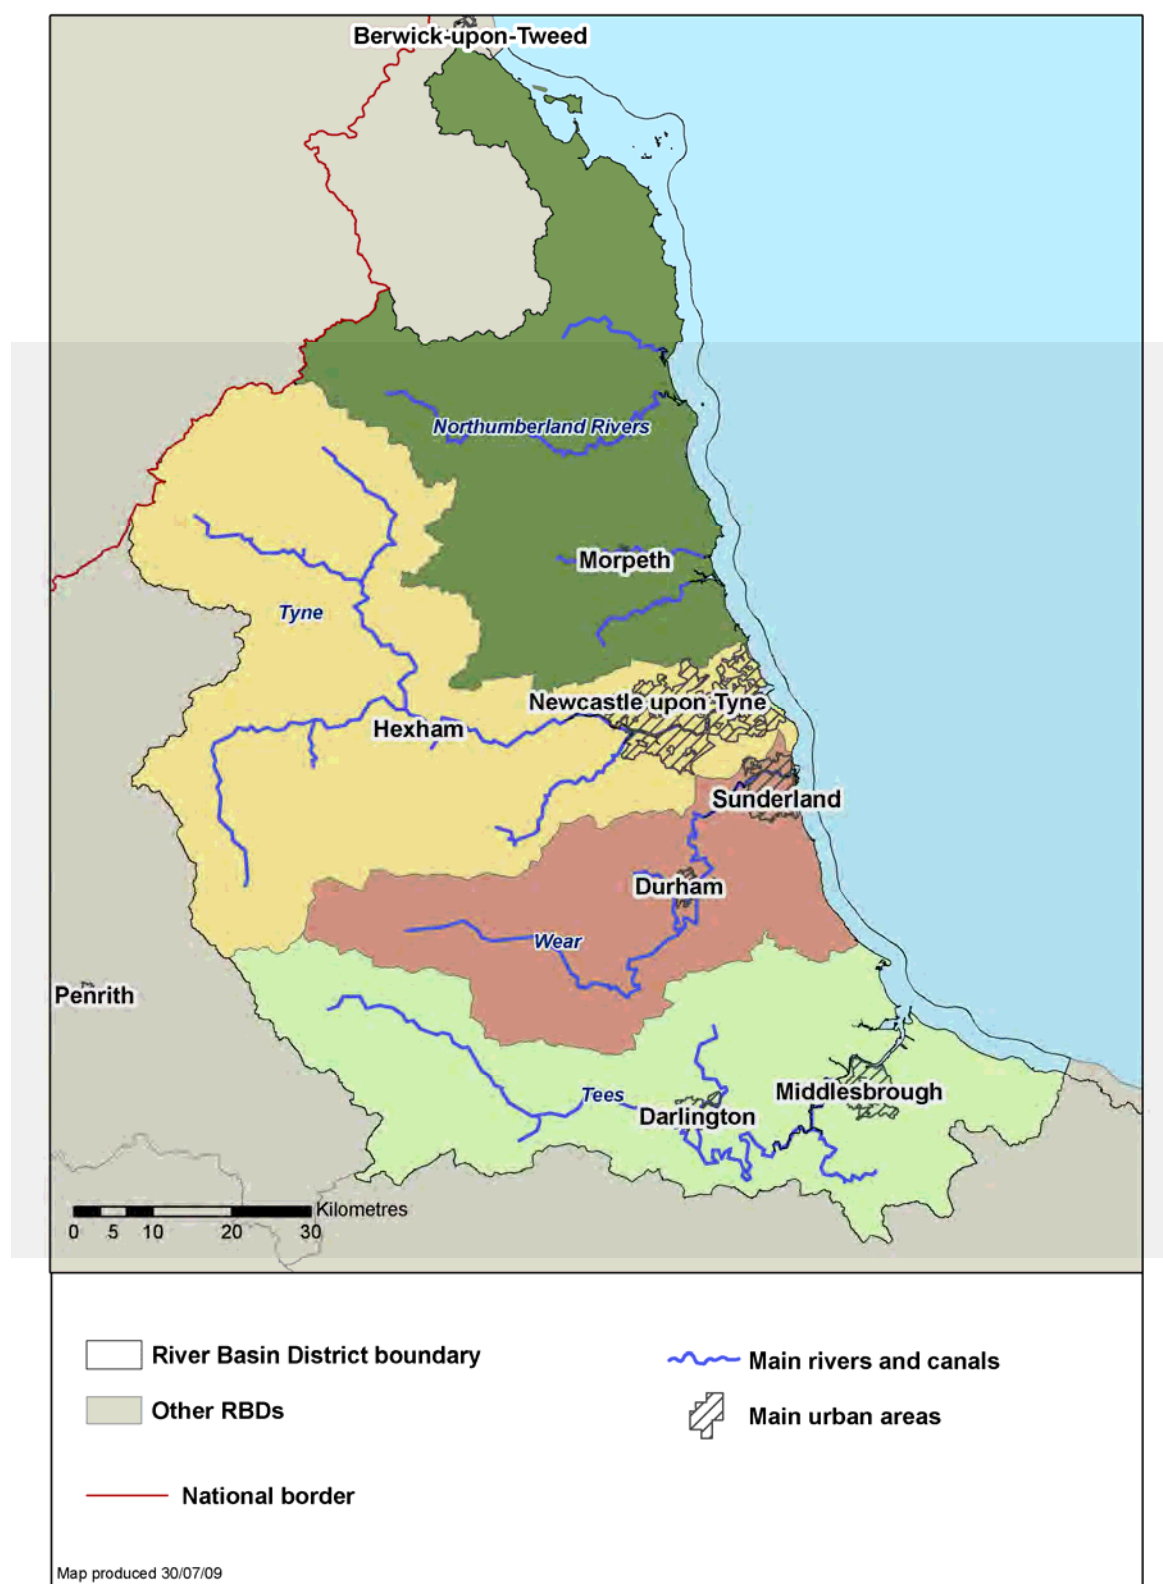 Berwick-upon-Tweed
Northumberland Rivers
Morpeth
Tyne
Newcastle upon Tyne
Hexham
Sunderland
Durham
Wear
Penrith
Tees
Middlesbrough
Darlington
Kilometres
0 5 10 20 30
River Basin District boundary
Main rivers and canals
Other RBDs
Main urban areas
National border
Map produced 30/07/09